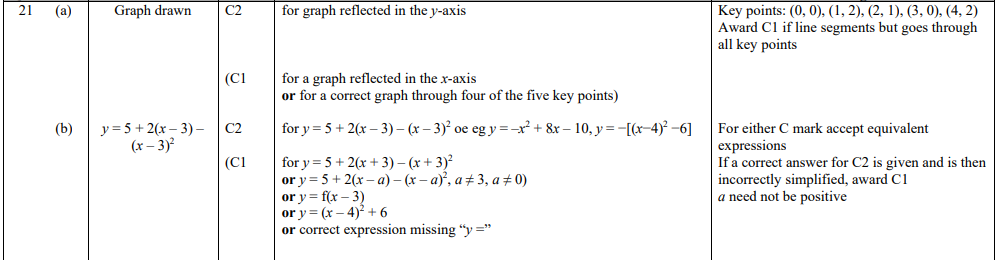 21 (a) Graph drawn C2 for graph reflected in the y-axis Key points: (0, 0), (1, 2), (2, 1), (3, 0), (4, 2)
Award C1 if line segments but goes through
all key points
(C1 for a graph reflected in the x-axis
or for a correct graph through four of the five key points)
(b) y = 5 + 2(x – 3) – (x – 3)² C2 for y = 5 + 2(x – 3) – (x – 3)² oe eg y = –x² + 8x – 10, y = –[(x–4)² –6] For either C mark accept equivalent
expressions
(C1 for y = 5 + 2(x + 3) – (x + 3)² If a correct answer for C2 is given and is then
or y = 5 + 2(x – a) – (x – a)², a ≠ 3, a ≠ 0) incorrectly simplified, award C1
or y = f(x – 3) a need not be positive
or y = (x – 4)² + 6
or correct expression missing “y =”